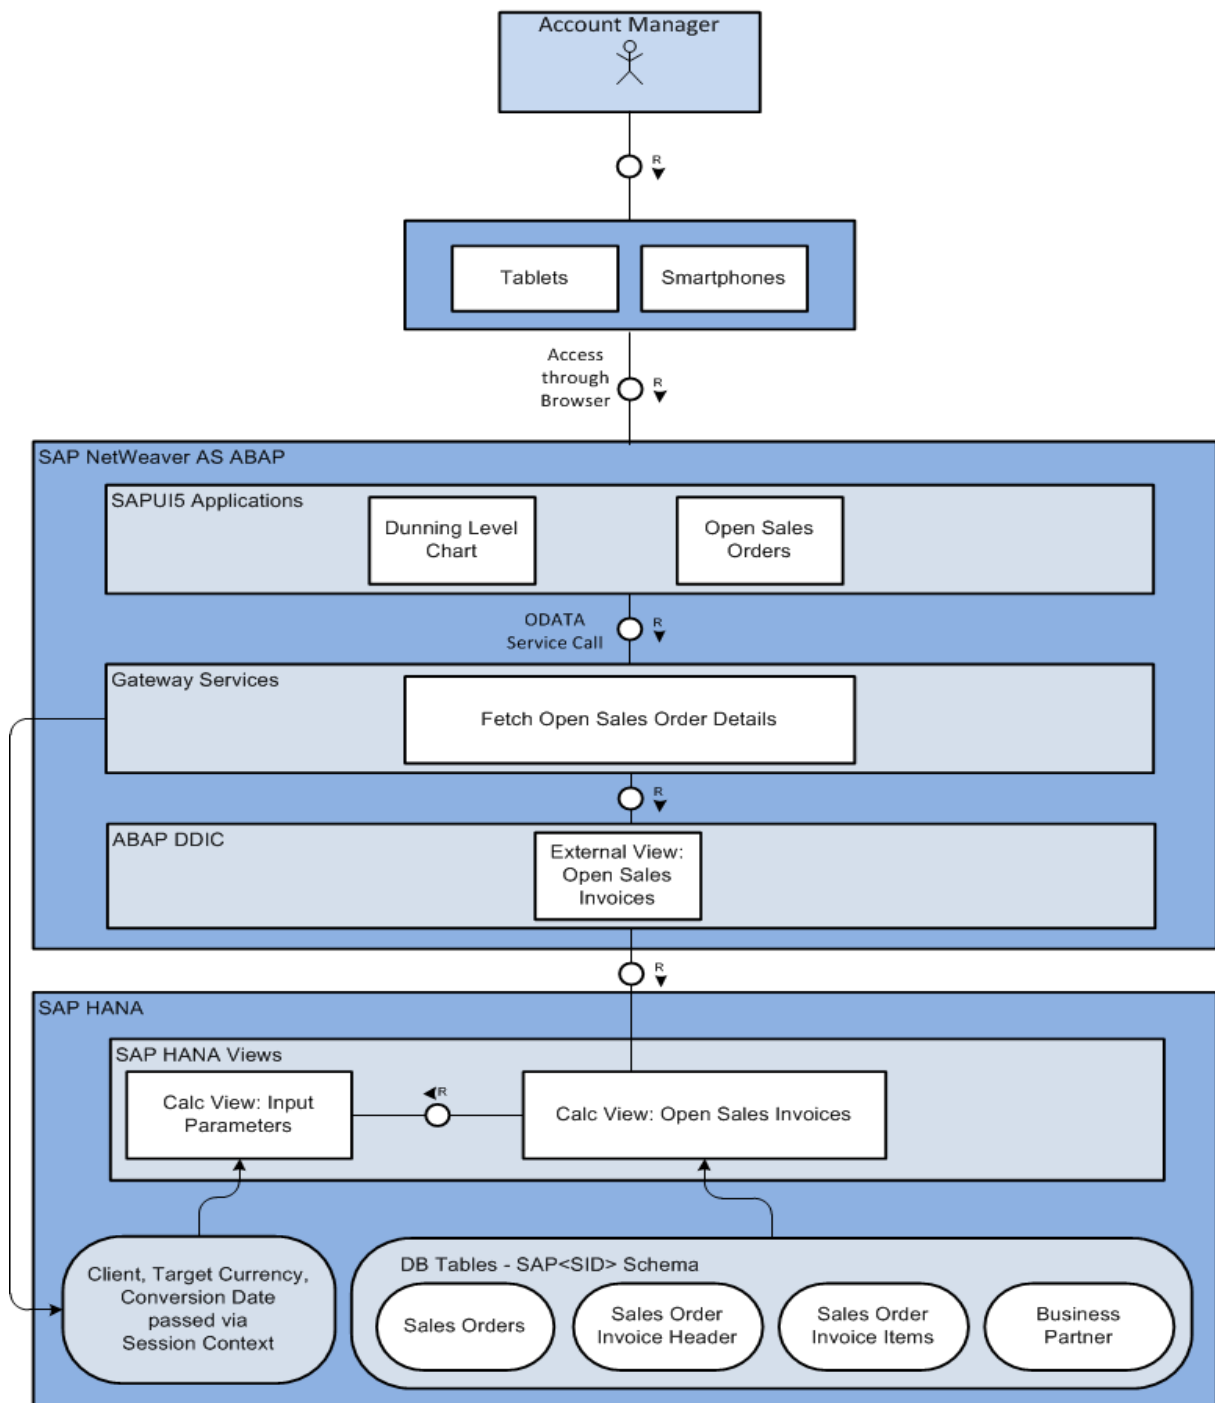 Account Manager
R
Tablets
Smartphones
Access
through
Browser
R
SAP NetWeaver AS ABAP
SAPUI5 Applications
Dunning Level
Chart
Open Sales
Orders
ODATA
Service Call
R
Gateway Services
Fetch Open Sales Order Details
R
ABAP DDIC
External View:
Open Sales
Invoices
R
SAP HANA
SAP HANA Views
Calc View: Input
Parameters
R
Calc View: Open Sales Invoices
Client, Target Currency,
Conversion Date
passed via
Session Context
DB Tables - SAP<SID> Schema
Sales Orders
Sales Order
Invoice Header
Sales Order
Invoice Items
Business
Partner